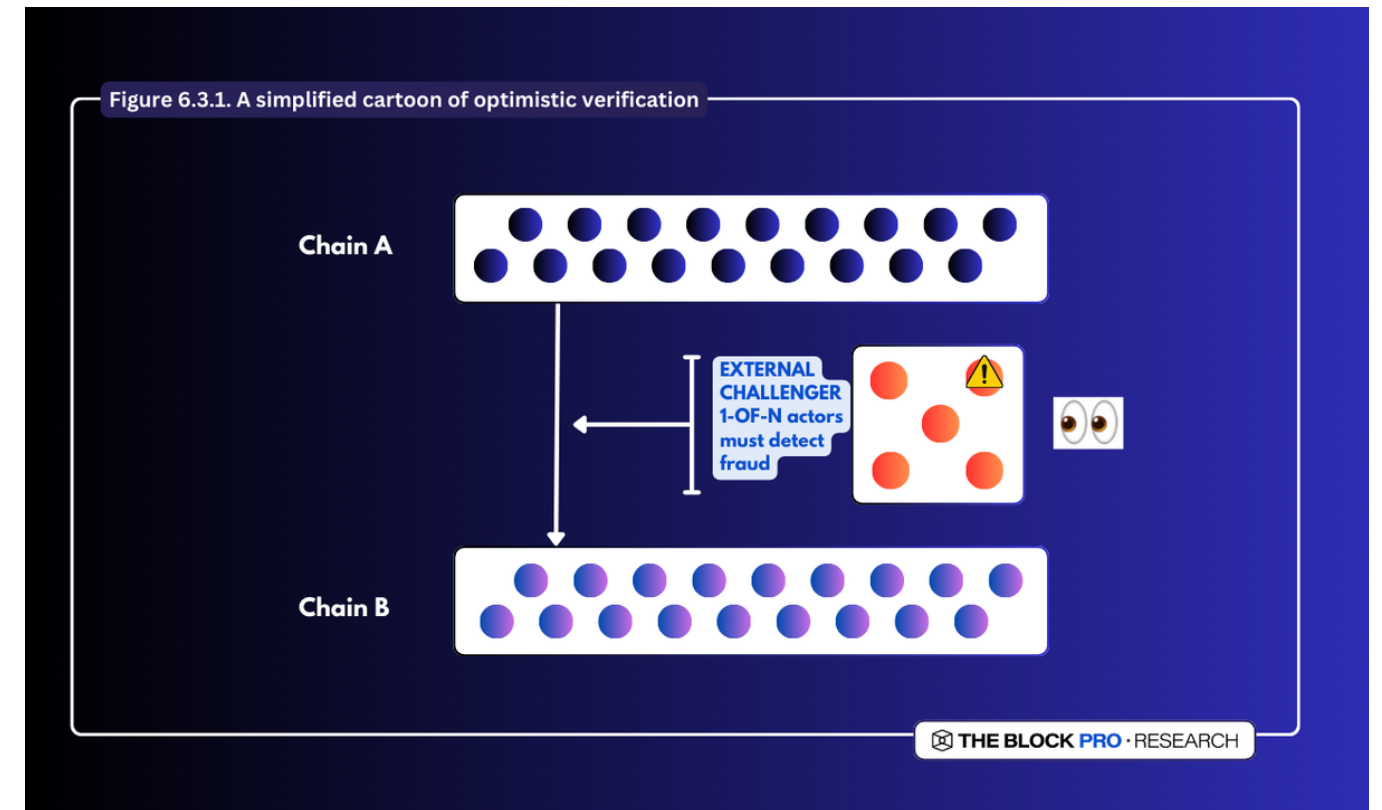 Figure 6.3.1. A simplified cartoon of optimistic verification
Chain A
EXTERNAL
CHALLENGER
1-OF-N actors
must detect
fraud
Chain B
THE BLOCK PRO · RESEARCH